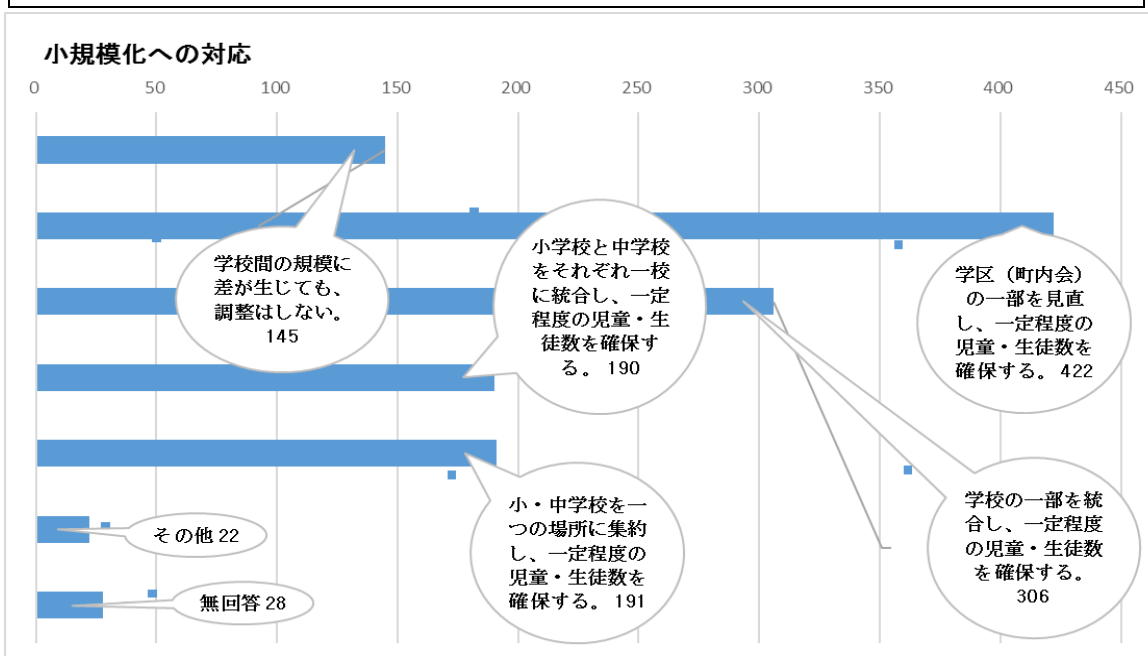 小規模化への対応
0 50 100 150 200 250 300 350 400 450
学校間の規模に
差が生じても、
調整はしない。
145
小学校と中学校
をそれぞれ一校
に統合し、一定
程度の児童・生
徒数を確保す
る。 190
学区（町内会）
の一部を見直
し、一定程度の
児童・生徒数を
確保する。 422
小・中学校を一
つの場所に集約
し、一定程度の
児童・生徒数を
確保する。 191
学校の一部を統
合し、一定程度
の児童・生徒数
を確保する。
306
その他 22
無回答 28